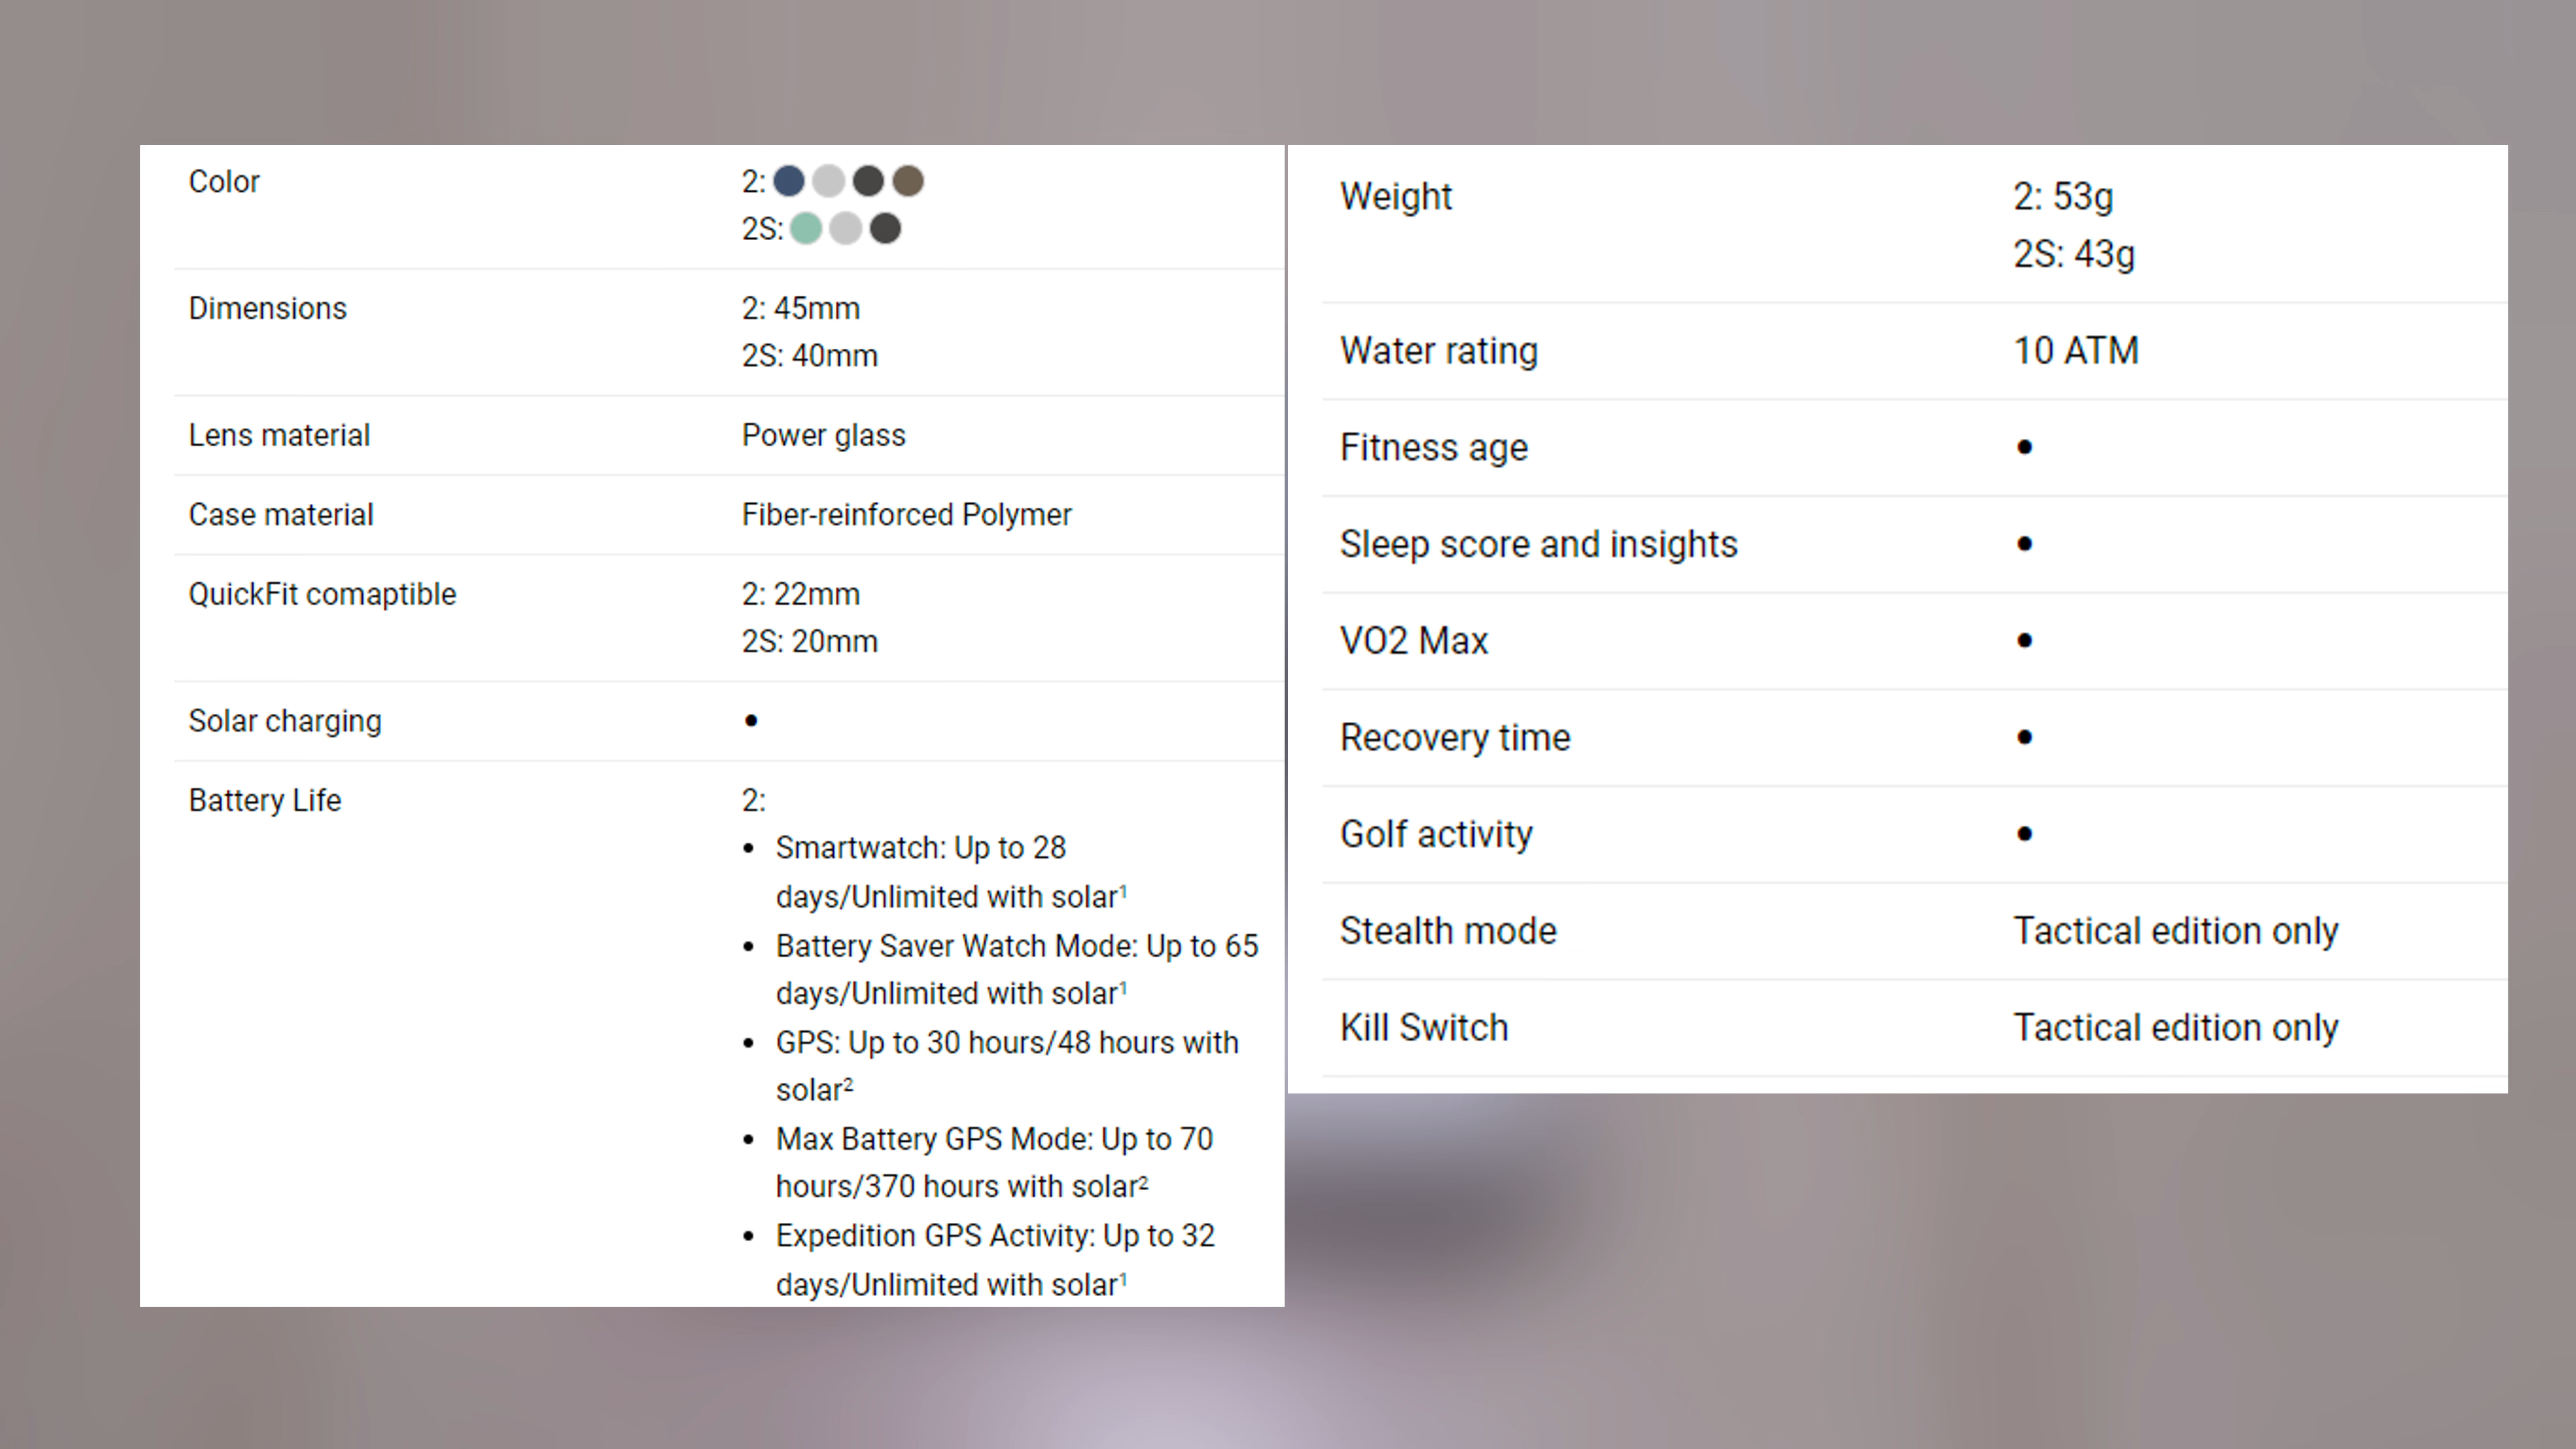 Color
2:
2S:
Dimensions
2: 45mm
2S: 40mm
Lens material
Power glass
Case material
Fiber-reinforced Polymer
QuickFit comaptible
2: 22mm
2S: 20mm
Solar charging
•
Battery Life
2:
• Smartwatch: Up to 28
days/Unlimited with solar¹
• Battery Saver Watch Mode: Up to 65
days/Unlimited with solar¹
• GPS: Up to 30 hours/48 hours with
solar²
• Max Battery GPS Mode: Up to 70
hours/370 hours with solar²
• Expedition GPS Activity: Up to 32
days/Unlimited with solar¹
Weight
2: 53g
2S: 43g
Water rating
10 ATM
Fitness age
•
Sleep score and insights
•
VO2 Max
•
Recovery time
•
Golf activity
•
Stealth mode
Tactical edition only
Kill Switch
Tactical edition only